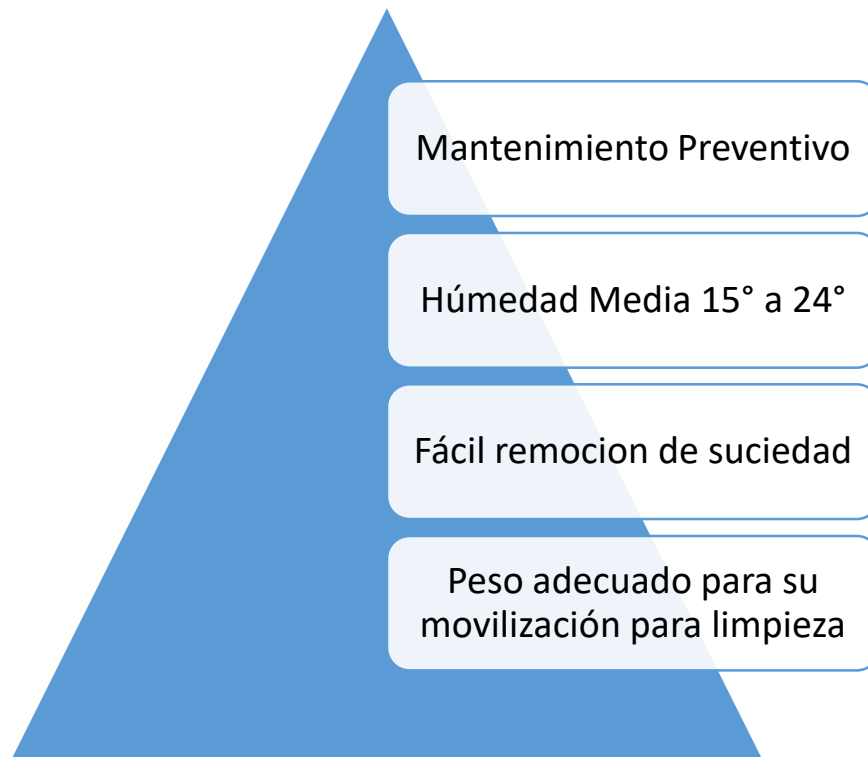 Mantenimiento Preventivo
Húmedad Media 15° a 24°
Fácil remocion de suciedad
Peso adecuado para su
movilización para limpieza